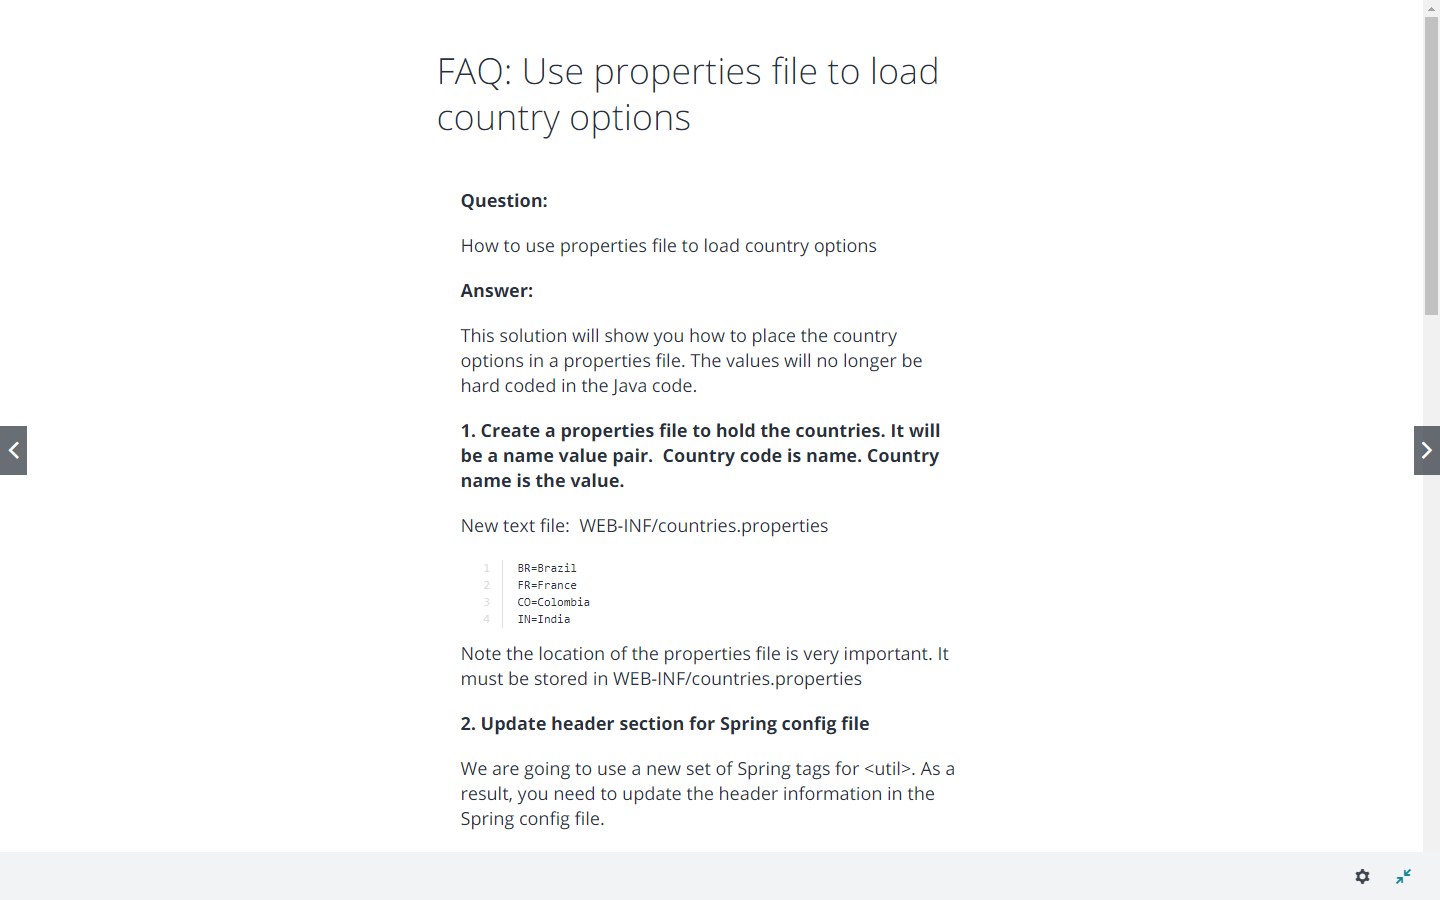 FAQ: Use properties file to load
country options
Question:
How to use properties file to load country options
Answer:
This solution will show you how to place the country
options in a properties file. The values will no longer be
hard coded in the Java code.
1. Create a properties file to hold the countries. It will
be a name value pair.  Country code is name. Country
name is the value.
New text file:  WEB-INF/countries.properties
1 BR=Brazil
2 FR=France
3 CO=Colombia
4 IN=India
Note the location of the properties file is very important. It
must be stored in WEB-INF/countries.properties
2. Update header section for Spring config file
We are going to use a new set of Spring tags for <util>. As a
result, you need to update the header information in the
Spring config file.